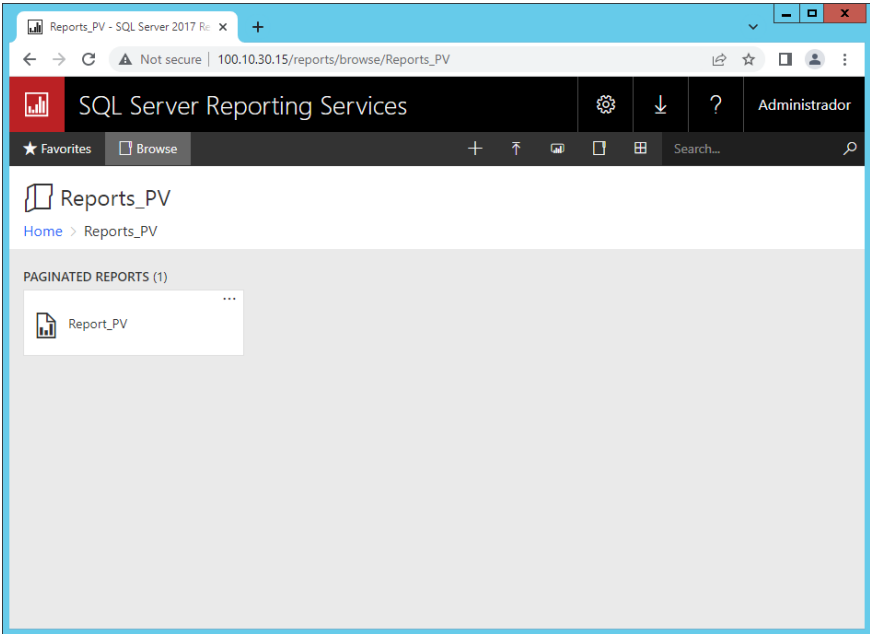 Reports_PV - SQL Server 2017 Re
Not secure | 100.10.30.15/reports/browse/Reports_PV
SQL Server Reporting Services
? Administrador
★ Favorites Browse Search...
Reports_PV
Home > Reports_PV
PAGINATED REPORTS (1)
Report_PV